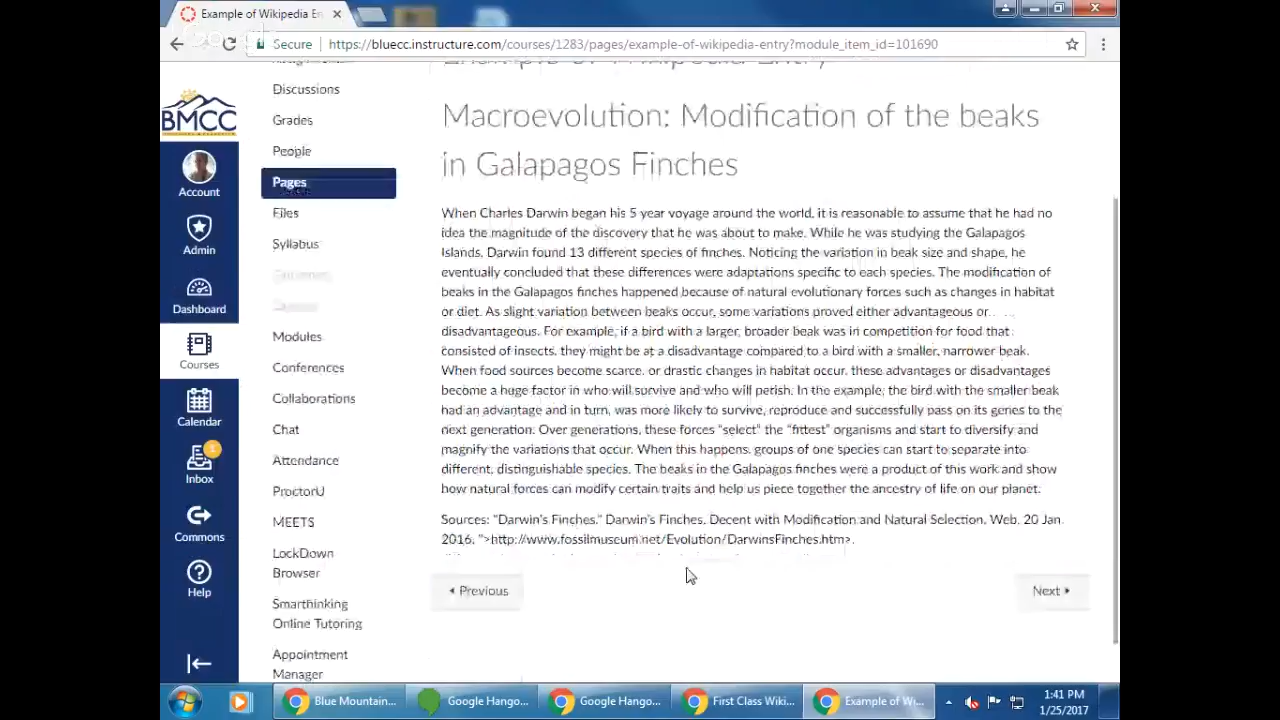 Example of Wikipedia En
Secure
https://bluecc.instructure.com/courses/1283/pages/example-of-wikipedia-entry?module_item_id=101690
BMCC
Account
Admin
Dashboard
Courses
Calendar
1
Inbox
Commons
Help
Discussions
Grades
People
Pages
Files
Syllabus
Modules
Conferences
Collaborations
Chat
Attendance
ProctorU
MEETS
LockDown
Browser
Smarthinking
Online Tutoring
Appointment
Manager
Example of Wikipedia Entry
Macroevolution: Modification of the beaks
in Galapagos Finches
When Charles Darwin began his 5 year voyage around the world, it is reasonable to assume that he had no
idea the magnitude of the discovery that he was about to make. While he was studying the Galapagos
Islands, Darwin found 13 different species of finches. Noticing the variation in beak size and shape, he
eventually concluded that these differences were adaptations specific to each species. The modification of
beaks in the Galapagos finches happened because of natural evolutionary forces such as changes in habitat
or diet. As slight variation between beaks occur, some variations proved either advantageous or
disadvantageous. For example, if a bird with a larger, broader beak was in competition for food that
consisted of insects, they might be at a disadvantage compared to a bird with a smaller, narrower beak.
When food sources become scarce, or drastic changes in habitat occur, these advantages or disadvantages
become a huge factor in who will survive and who will perish. In the example, the bird with the smaller beak
had an advantage and in turn, was more likely to survive, reproduce and successfully pass on its genes to the
next generation. Over generations, these forces "select" the "fittest" organisms and start to diversify and
magnify the variations that occur. When this happens, groups of one species can start to separate into
different, distinguishable species. The beaks in the Galapagos finches were a product of this work and show
how natural forces can modify certain traits and help us piece together the ancestry of life on our planet.
Sources: "Darwin's Finches." Darwin's Finches. Decent with Modification and Natural Selection. Web. 20 Jan.
2016. ">http://www.fossilmuseum.net/Evolution/DarwinsFinches.htm>.
Previous
Next
Blue Mountain...
Google Hango...
Google Hango...
First Class Wiki...
Example of Wi...
1:41 PM
1/25/2017